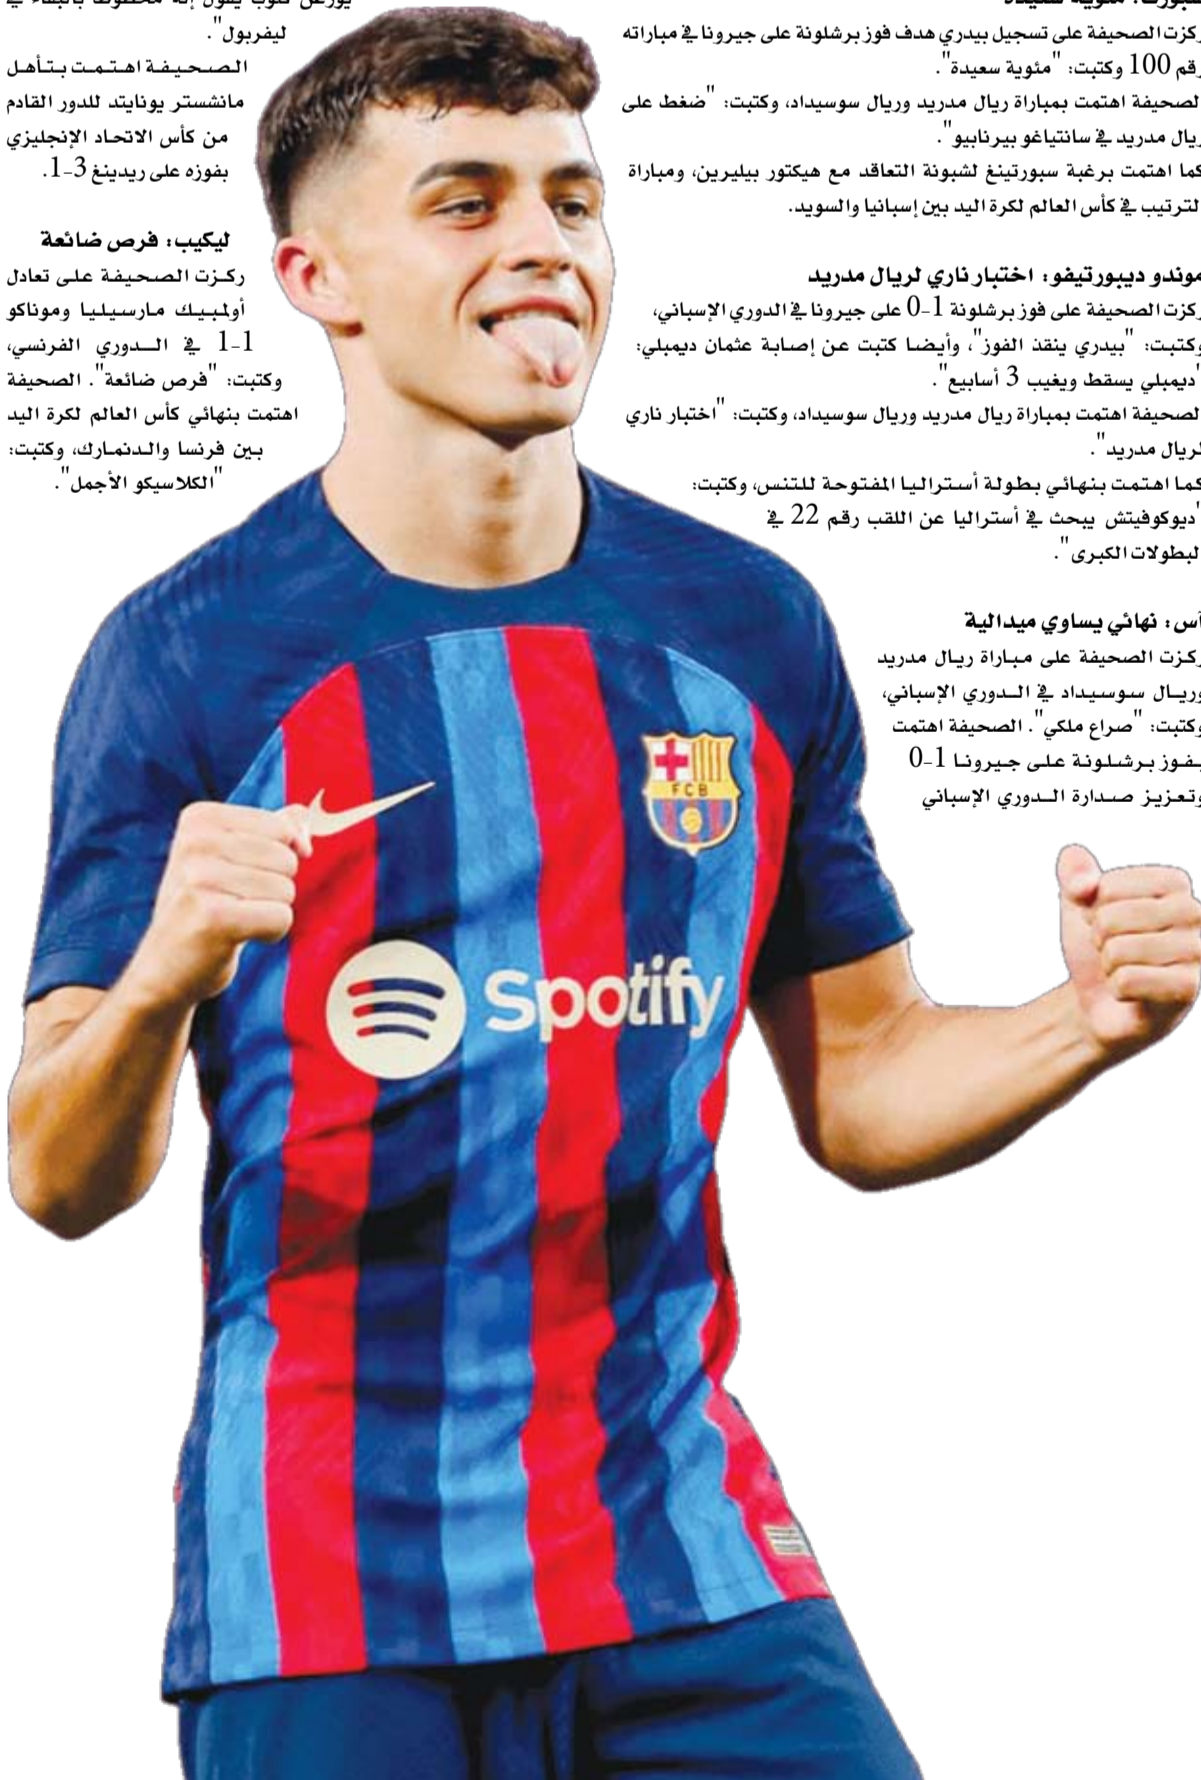 سبورت: مئوية سعيدة
ركزت الصحيفة على تسجيل بيدري هدف فوز برشلونة على جيرونا في مباراته
رقم 100 وكتبت: "مئوية سعيدة".
الصحيفة اهتمت بمباراة ريال مدريد وريال سوسيداد، وكتبت: "ضغط على
ريال مدريد في سانتياغو بيرنابيو".
كما اهتمت برغبة سبورتينغ لشبونة التعاقد مع هيكتور بيليرين، ومباراة
الترتيب في كأس العالم لكرة اليد بين إسبانيا والسويد.
موندو ديبورتيفو: اختبار ناري لريال مدريد
ركزت الصحيفة على فوز برشلونة 1-0 على جيرونا في الدوري الإسباني،
وكتبت: "بيدري ينقذ الفوز"، وأيضا كتبت عن إصابة عثمان ديمبلي:
"ديمبلي يسقط ويغيب 3 أسابيع".
الصحيفة اهتمت بمباراة ريال مدريد وريال سوسيداد، وكتبت: "اختبار ناري
لريال مدريد".
كما اهتمت بنهائي بطولة أستراليا المفتوحة للتنس، وكتبت:
"ديوكوفيتش يبحث في أستراليا عن اللقب رقم 22 في
البطولات الكبرى".
آس: نهائي يساوي ميدالية
ركزت الصحيفة على مباراة ريال مدريد
وريال سوسيداد في الدوري الإسباني،
وكتبت: "صراع ملكي". الصحيفة اهتمت
بفوز برشلونة على جيرونا 1-0
وتعزيز صدارة الدوري الإسباني
يورغن كلوب يقول إنه محظوظ بالبقاء في
ليفربول".
الصحيفة اهتمت بتأهل
مانشستر يونايتد للدور القادم
من كأس الاتحاد الإنجليزي
بفوزه على ريدينغ 3-1.
ليكيب: فرص ضائعة
ركزت الصحيفة على تعادل
أولمبيك مارسيليا وموناكو
1-1 في الدوري الفرنسي،
وكتبت: "فرص ضائعة". الصحيفة
اهتمت بنهائي كأس العالم لكرة اليد
بين فرنسا والدنمارك، وكتبت:
"الكلاسيكو الأجمل".
FCB
Spotify